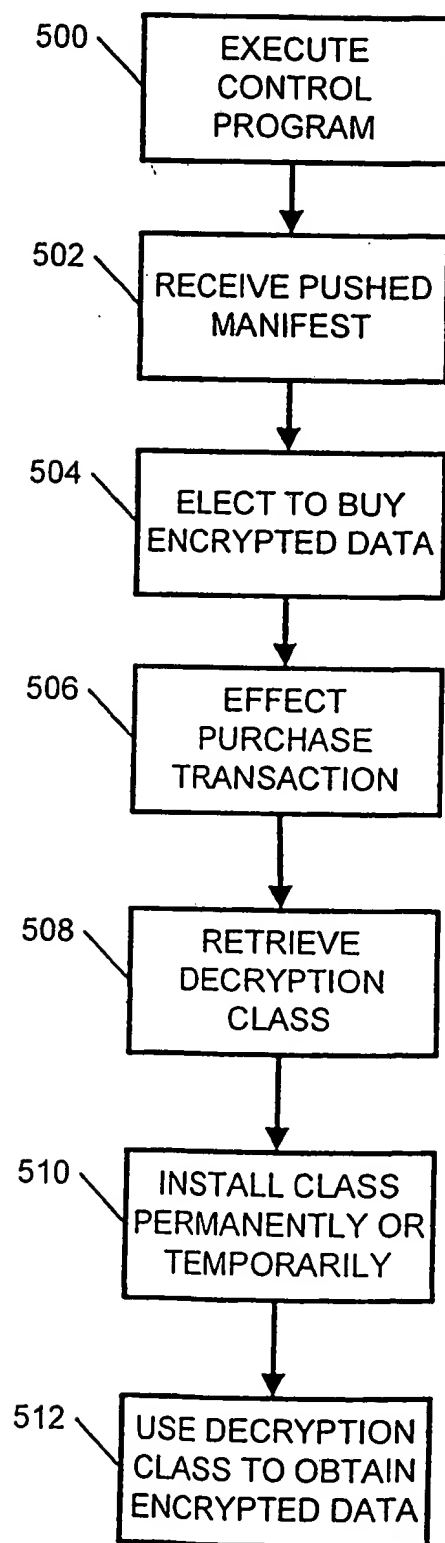 500
EXECUTE
CONTROL
PROGRAM
502
RECEIVE PUSHED
MANIFEST
504
ELECT TO BUY
ENCRYPTED DATA
506
EFFECT
PURCHASE
TRANSACTION
508
RETRIEVE
DECRYPTION
CLASS
510
INSTALL CLASS
PERMANENTLY OR
TEMPORARILY
512
USE DECRYPTION
CLASS TO OBTAIN
ENCRYPTED DATA